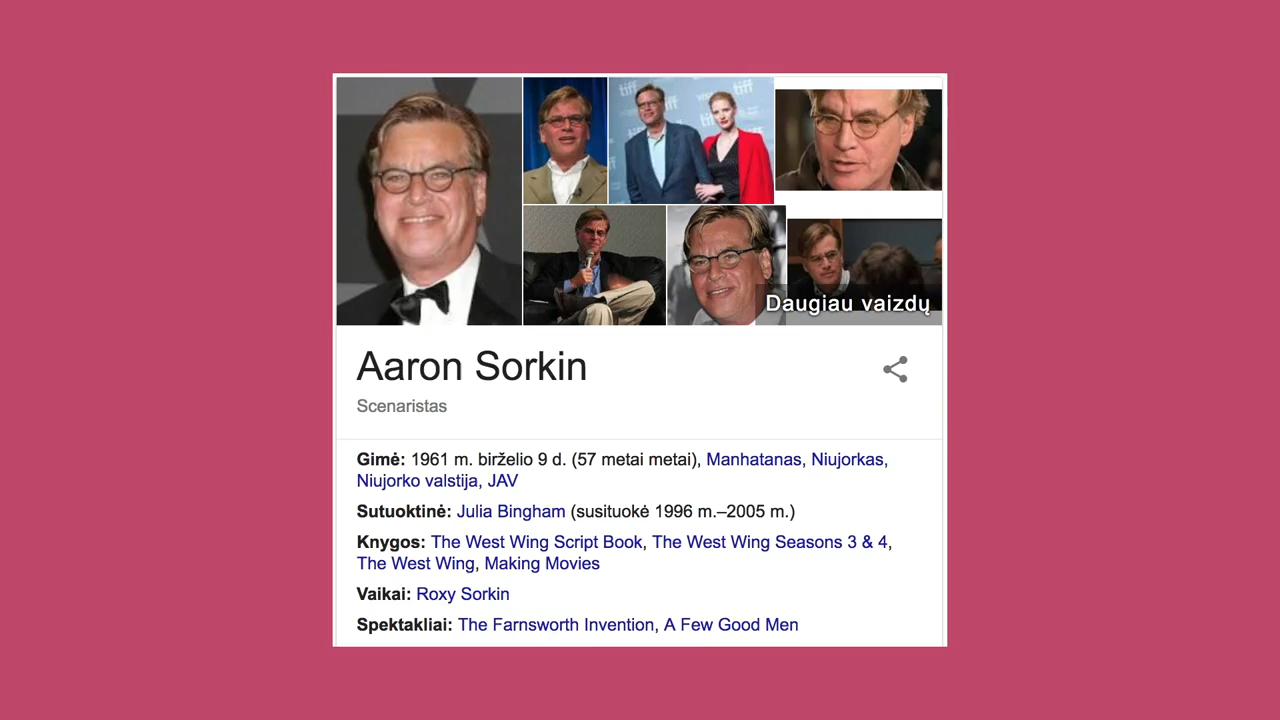 tiff
tiff
Daugiau vaizdų
Aaron Sorkin
Scenaristas
Gimė: 1961 m. birželio 9 d. (57 metai metai), Manhatanas, Niujorkas,
Niujorko valstija, JAV
Sutuoktinė: Julia Bingham (susituokė 1996 m.–2005 m.)
Knygos: The West Wing Script Book, The West Wing Seasons 3 & 4,
The West Wing, Making Movies
Vaikai: Roxy Sorkin
Spektakliai: The Farnsworth Invention, A Few Good Men